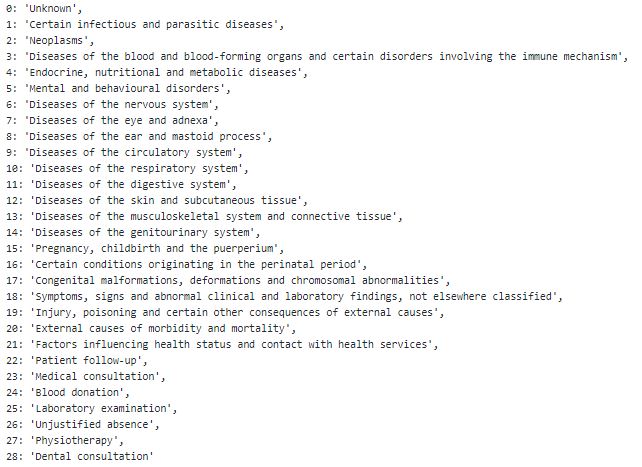 0: 'Unknown',
1: 'Certain infectious and parasitic diseases',
2: 'Neoplasms',
3: 'Diseases of the blood and blood-forming organs and certain disorders involving the immune mechanism',
4: 'Endocrine, nutritional and metabolic diseases',
5: 'Mental and behavioural disorders',
6: 'Diseases of the nervous system',
7: 'Diseases of the eye and adnexa',
8: 'Diseases of the ear and mastoid process',
9: 'Diseases of the circulatory system',
10: 'Diseases of the respiratory system',
11: 'Diseases of the digestive system',
12: 'Diseases of the skin and subcutaneous tissue',
13: 'Diseases of the musculoskeletal system and connective tissue',
14: 'Diseases of the genitourinary system',
15: 'Pregnancy, childbirth and the puerperium',
16: 'Certain conditions originating in the perinatal period',
17: 'Congenital malformations, deformations and chromosomal abnormalities',
18: 'Symptoms, signs and abnormal clinical and laboratory findings, not elsewhere classified',
19: 'Injury, poisoning and certain other consequences of external causes',
20: 'External causes of morbidity and mortality',
21: 'Factors influencing health status and contact with health services',
22: 'Patient follow-up',
23: 'Medical consultation',
24: 'Blood donation',
25: 'Laboratory examination',
26: 'Unjustified absence',
27: 'Physiotherapy',
28: 'Dental consultation'